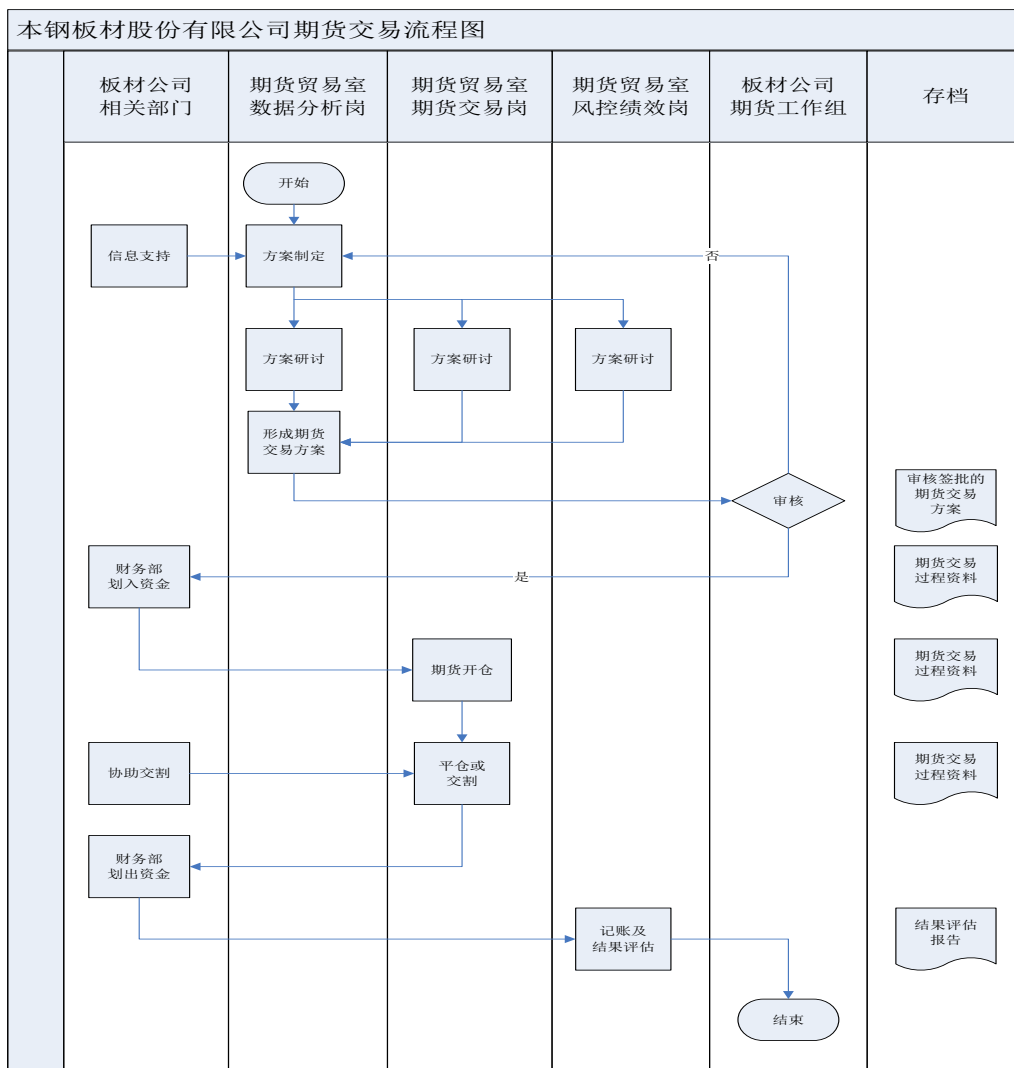 本钢板材股份有限公司期货交易流程图
板材公司
相关部门
期货贸易室
数据分析岗
期货贸易室
期货交易岗
期货贸易室
风控绩效岗
板材公司
期货工作组
存档
开始
信息支持
方案制定
否
方案研讨
方案研讨
方案研讨
形成期货
交易方案
审核
审核签批的
期货交易
方案
财务部
划入资金
是
期货交易
过程资料
期货开仓
期货交易
过程资料
协助交割
平仓或
交割
期货交易
过程资料
财务部
划出资金
记账及
结果评估
结果评估
报告
结束